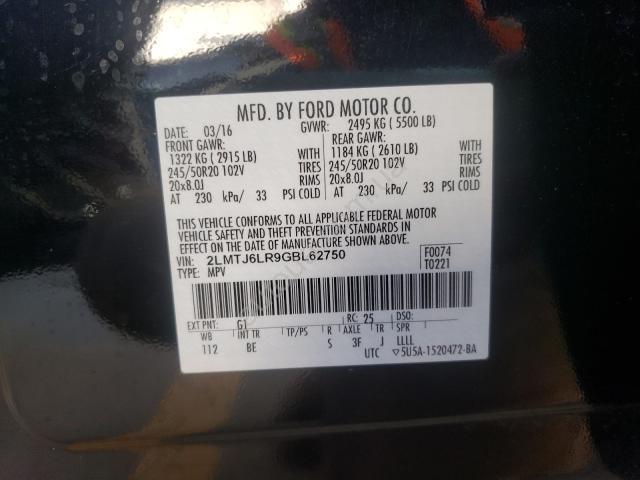 MFD. BY FORD MOTOR CO.
DATE: 03/16 GVWR: 2495 KG ( 5500 LB)
FRONT GAWR: REAR GAWR:
1322 KG ( 2915 LB) WITH 1184 KG ( 2610 LB) WITH
245/50R20 102V TIRES 245/50R20 102V TIRES
20x8.0J RIMS 20x8.0J RIMS
AT 230 kPa/ 33 PSI COLD AT 230 kPa/ 33 PSI COLD
THIS VEHICLE CONFORMS TO ALL APPLICABLE FEDERAL MOTOR
VEHICLE SAFETY AND THEFT PREVENTION STANDARDS IN
EFFECT ON THE DATE OF MANUFACTURE SHOWN ABOVE.
VIN: 2LMTJ6LR9GBL62750 F0074
TYPE: MPV T0221
EXT PNT: G1 RC: 25 DSO:
WB INT TR TP/PS R AXLE TR SPR
112 BE S 3F J LLLL
UTC ▽5U5A-1520472-BA